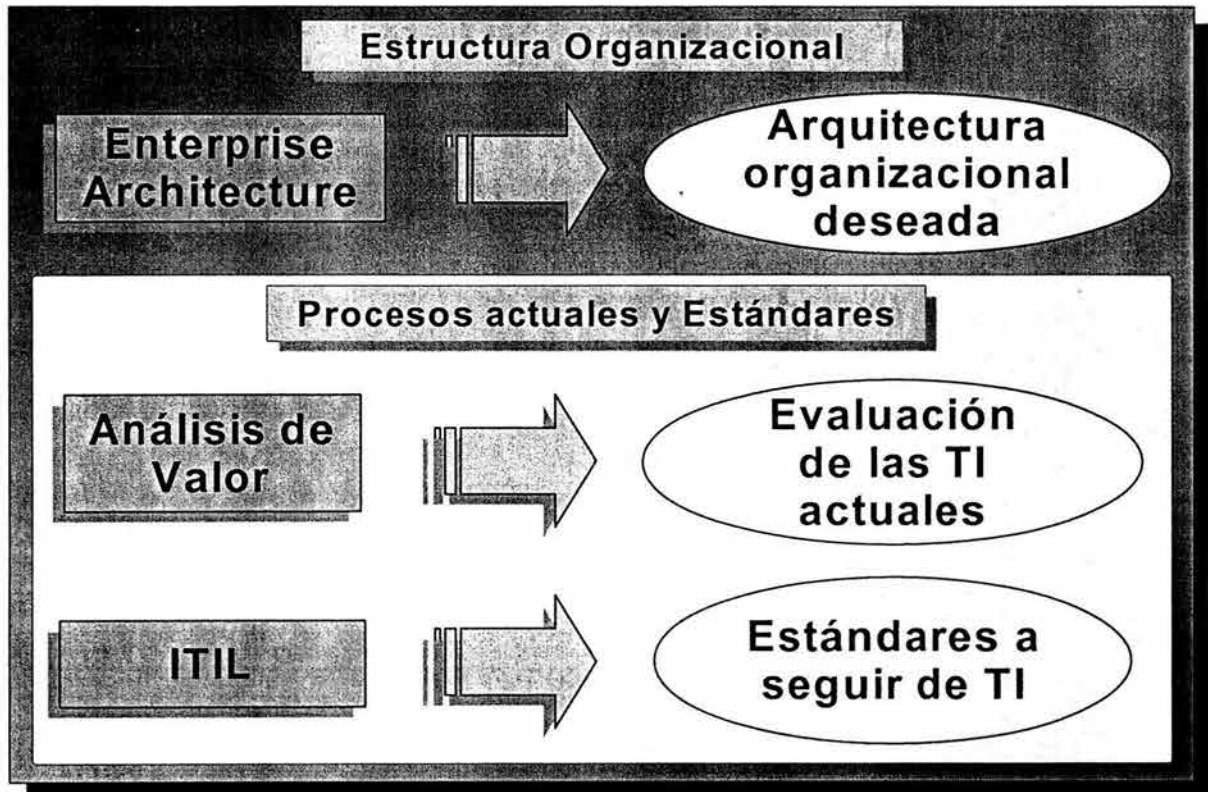 Estructura Organizacional
Enterprise
Architecture
Arquitectura
organizacional
deseada
Procesos actuales y Estándares
Análisis de
Valor
Evaluación
de las TI
actuales
ITIL
Estándares a
seguir de TI